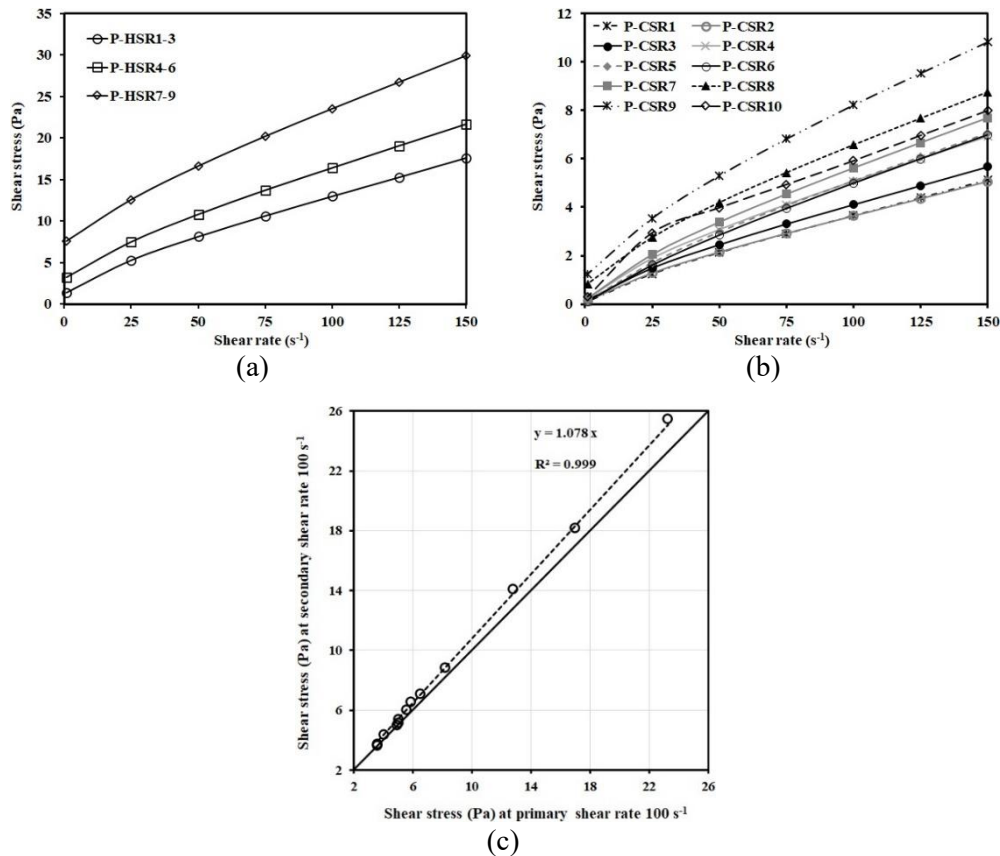 35
30
25
20
15
10
5
0
0 25 50 75 100 125 150
Shear stress (Pa)
Shear rate (s⁻¹)
P-HSR1-3
P-HSR4-6
P-HSR7-9
(a)
12
10
8
6
4
2
0
0 25 50 75 100 125 150
Shear stress (Pa)
Shear rate (s⁻¹)
P-CSR1 P-CSR2
P-CSR3 P-CSR4
P-CSR5 P-CSR6
P-CSR7 P-CSR8
P-CSR9 P-CSR10
(b)
26
22
18
14
10
6
2
2 6 10 14 18 22 26
Shear stress (Pa) at secondary shear rate 100 s⁻¹
Shear stress (Pa) at primary shear rate 100 s⁻¹
y = 1.078 x
R² = 0.999
(c)